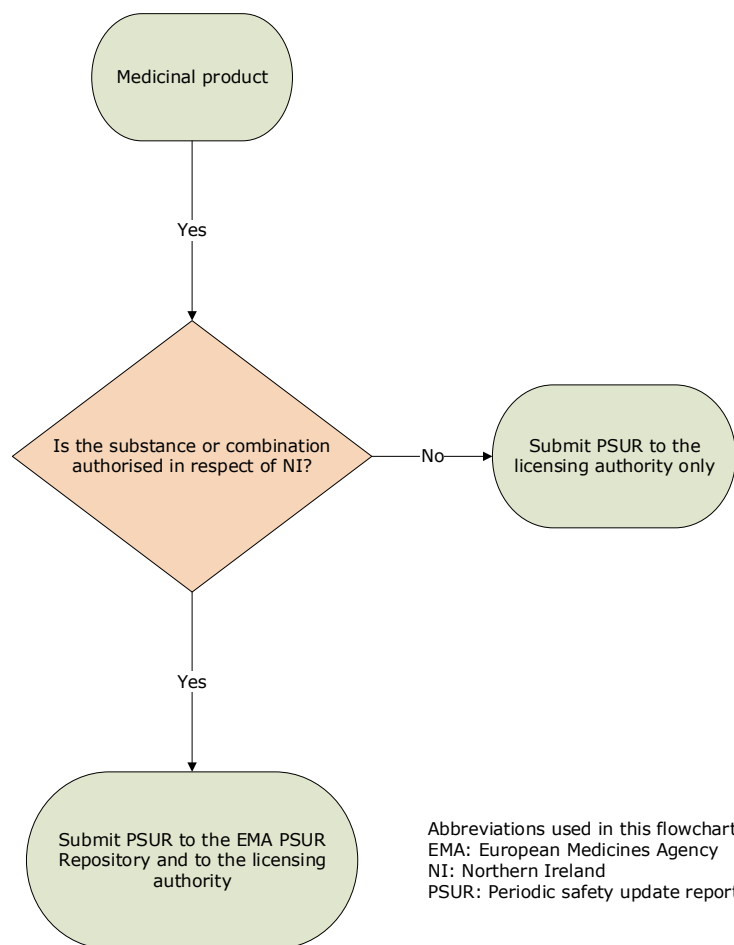 Medicinal product
Yes
Is the substance or combination
authorised in respect of NI?
No
Submit PSUR to the
licensing authority only
Yes
Submit PSUR to the EMA PSUR
Repository and to the licensing
authority
Abbreviations used in this flowchart
EMA: European Medicines Agency
NI: Northern Ireland
PSUR: Periodic safety update report